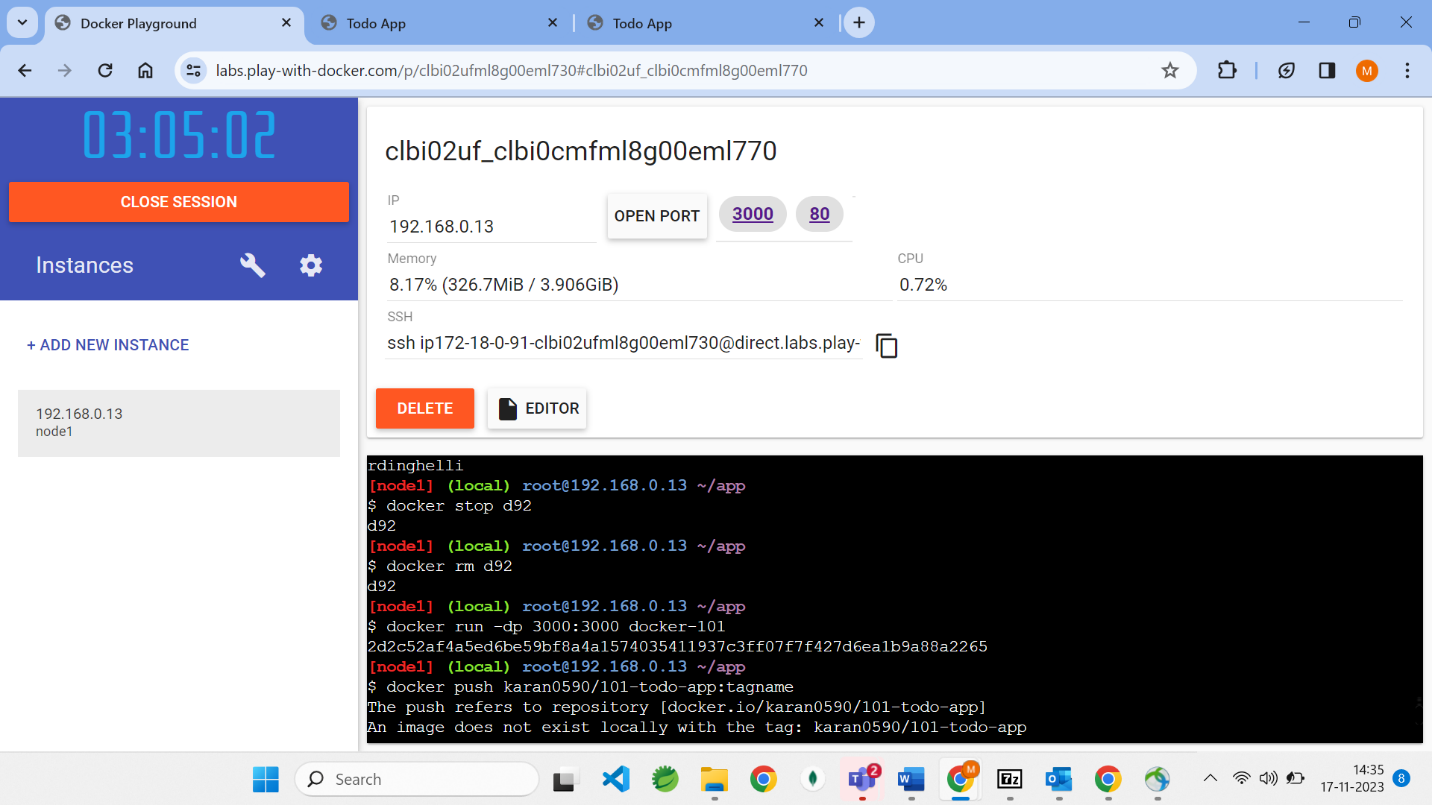 Docker Playground
Todo App
Todo App
labs.play-with-docker.com/p/clbi02ufml8g00eml730#clbi02uf_clbi0cmfml8g00eml770
M
03:05:02
CLOSE SESSION
Instances
+ ADD NEW INSTANCE
192.168.0.13
node1
clbi02uf_clbi0cmfml8g00eml770
IP
192.168.0.13
OPEN PORT
3000
80
Memory
8.17% (326.7MiB / 3.906GiB)
CPU
0.72%
SSH
ssh ip172-18-0-91-clbi02ufml8g00eml730@direct.labs.play-
DELETE
EDITOR
rdinghelli
[node1] (local) root@192.168.0.13 ~/app
$ docker stop d92
d92
[node1] (local) root@192.168.0.13 ~/app
$ docker rm d92
d92
[node1] (local) root@192.168.0.13 ~/app
$ docker run -dp 3000:3000 docker-101
2d2c52af4a5ed6be59bf8a4a1574035411937c3ff07f7f427d6ea1b9a88a2265
[node1] (local) root@192.168.0.13 ~/app
$ docker push karan0590/101-todo-app:tagname
The push refers to repository [docker.io/karan0590/101-todo-app]
An image does not exist locally with the tag: karan0590/101-todo-app
Search
2
W
M
Tz
14:35
17-11-2023
8